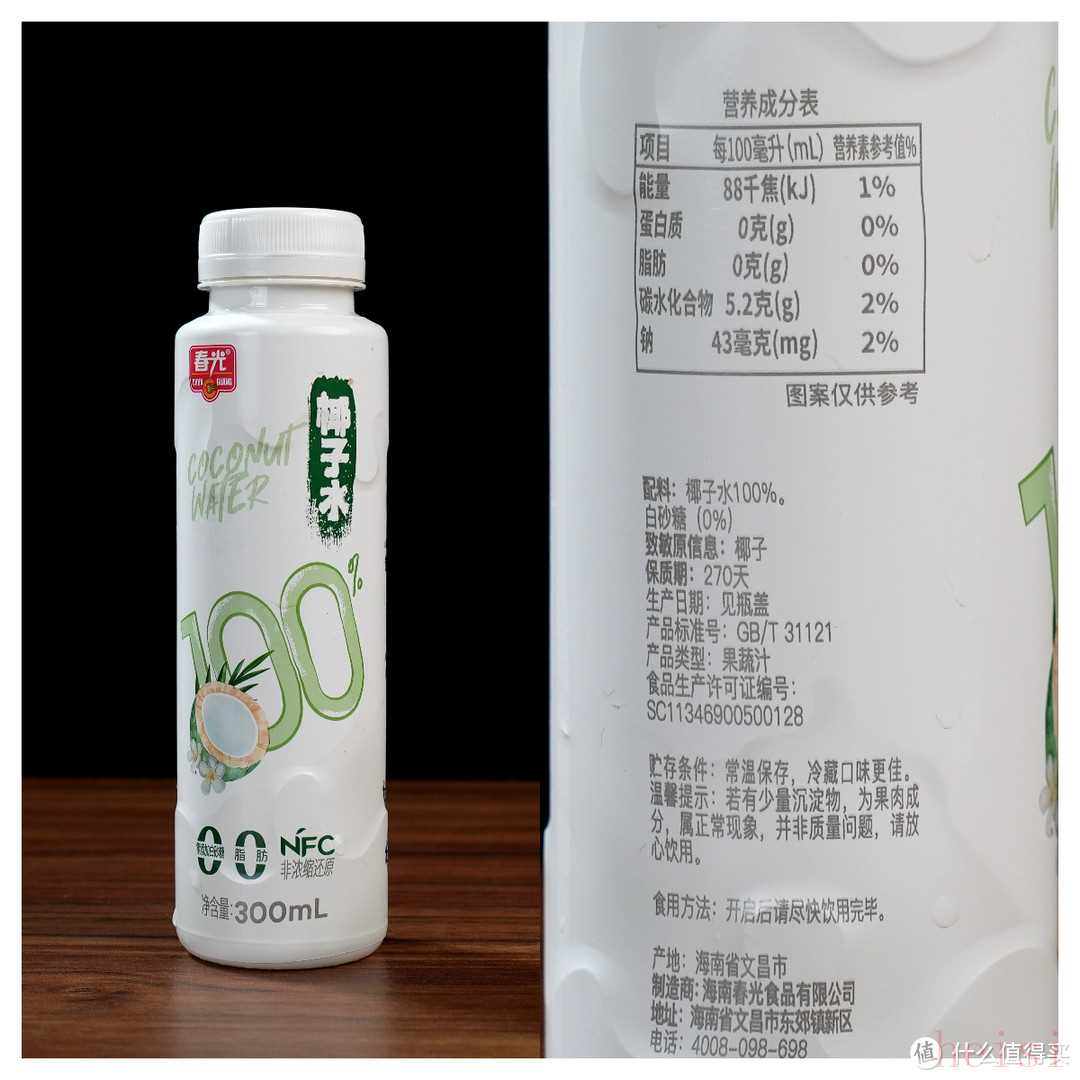 春光®
CHUN GUANG
COCONUT
WATER
椰子水
100%
零添加白砂糖
0脂肪
NFC
非浓缩还原
净含量:300mL
营养成分表
项目 每100毫升(mL) 营养素参考值%
能量 88千焦(kJ) 1%
蛋白质 0克(g) 0%
脂肪 0克(g) 0%
碳水化合物 5.2克(g) 2%
钠 43毫克(mg) 2%
图案仅供参考
配料：椰子水100%。
白砂糖（0%）
致敏原信息：椰子
保质期：270天
生产日期：见瓶盖
产品标准号：GB/T 31121
产品类型：果蔬汁
食品生产许可证编号：
SC11346900500128
贮存条件：常温保存，冷藏口味更佳。
温馨提示：若有少量沉淀物，为果肉成
分，属正常现象，并非质量问题，请放
心饮用。
食用方法：开启后请尽快饮用完毕。
产地：海南省文昌市
制造商：海南春光食品有限公司
地址：海南省文昌市东郊镇新区
电话：4008-098-698
值 什么值得买